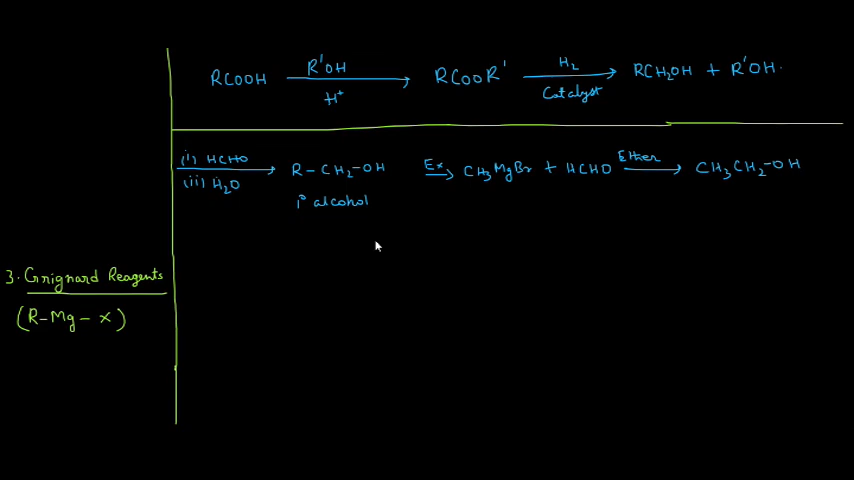 RCOOH R'OH H⁺ RCOOR' H₂ Catalyst RCH₂OH + R'OH.
(i) HCHO (ii) H₂O R-CH₂-OH Ex CH₃MgBr + HCHO Ether CH₃CH₂-OH
1° alcohol
3. Grignard Reagents
(R-Mg-X)